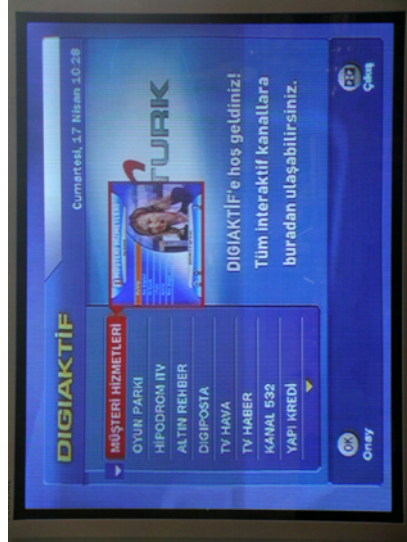 DIGIAKTİF
Cumartesi, 17 Nisan 10:28
MÜŞTERİ HİZMETLERİ
OYUN PARKI
HİPODROM iTV
ALTIN REHBER
DIGIPOSTA
TV HAVA
TV HABER
KANAL 532
YAPI KREDİ
TURK
DIGIAKTİF'e hoş geldiniz!
Tüm interaktif kanallara
buradan ulaşabilirsiniz.
OK
Onay
Çıkış